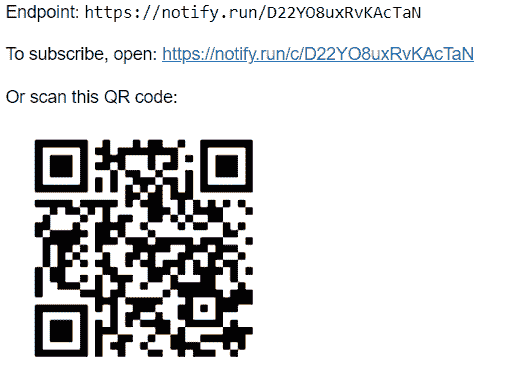 Endpoint: https://notify.run/D22YO8uxRvKAcTaN
To subscribe, open: https://notify.run/c/D22YO8uxRvKAcTaN
Or scan this QR code: